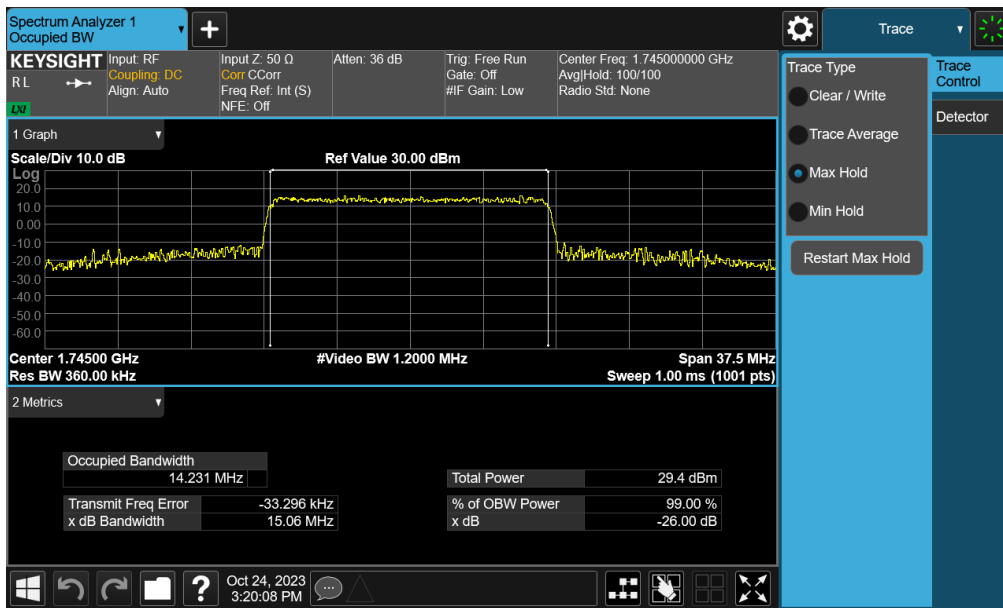 Spectrum Analyzer 1
Occupied BW
+
Trace
KEYSIGHT
R L
LXI
Input: RF
Coupling: DC
Align: Auto
Input Z: 50 Ω
Corr CCorr
Freq Ref: Int (S)
NFE: Off
Atten: 36 dB
Trig: Free Run
Gate: Off
#IF Gain: Low
Center Freq: 1.745000000 GHz
Avg|Hold: 100/100
Radio Std: None
Trace Type
Clear / Write
Trace Average
Max Hold
Min Hold
Restart Max Hold
Trace
Control
Detector
1 Graph
Scale/Div 10.0 dB
Ref Value 30.00 dBm
Log
20.0
10.0
0.00
-10.0
-20.0
-30.0
-40.0
-50.0
-60.0
Center 1.74500 GHz
#Video BW 1.2000 MHz
Span 37.5 MHz
Res BW 360.00 kHz
Sweep 1.00 ms (1001 pts)
2 Metrics
Occupied Bandwidth
14.231 MHz
Total Power 29.4 dBm
Transmit Freq Error -33.296 kHz
% of OBW Power 99.00 %
x dB Bandwidth 15.06 MHz
x dB -26.00 dB
?
Oct 24, 2023
3:20:08 PM